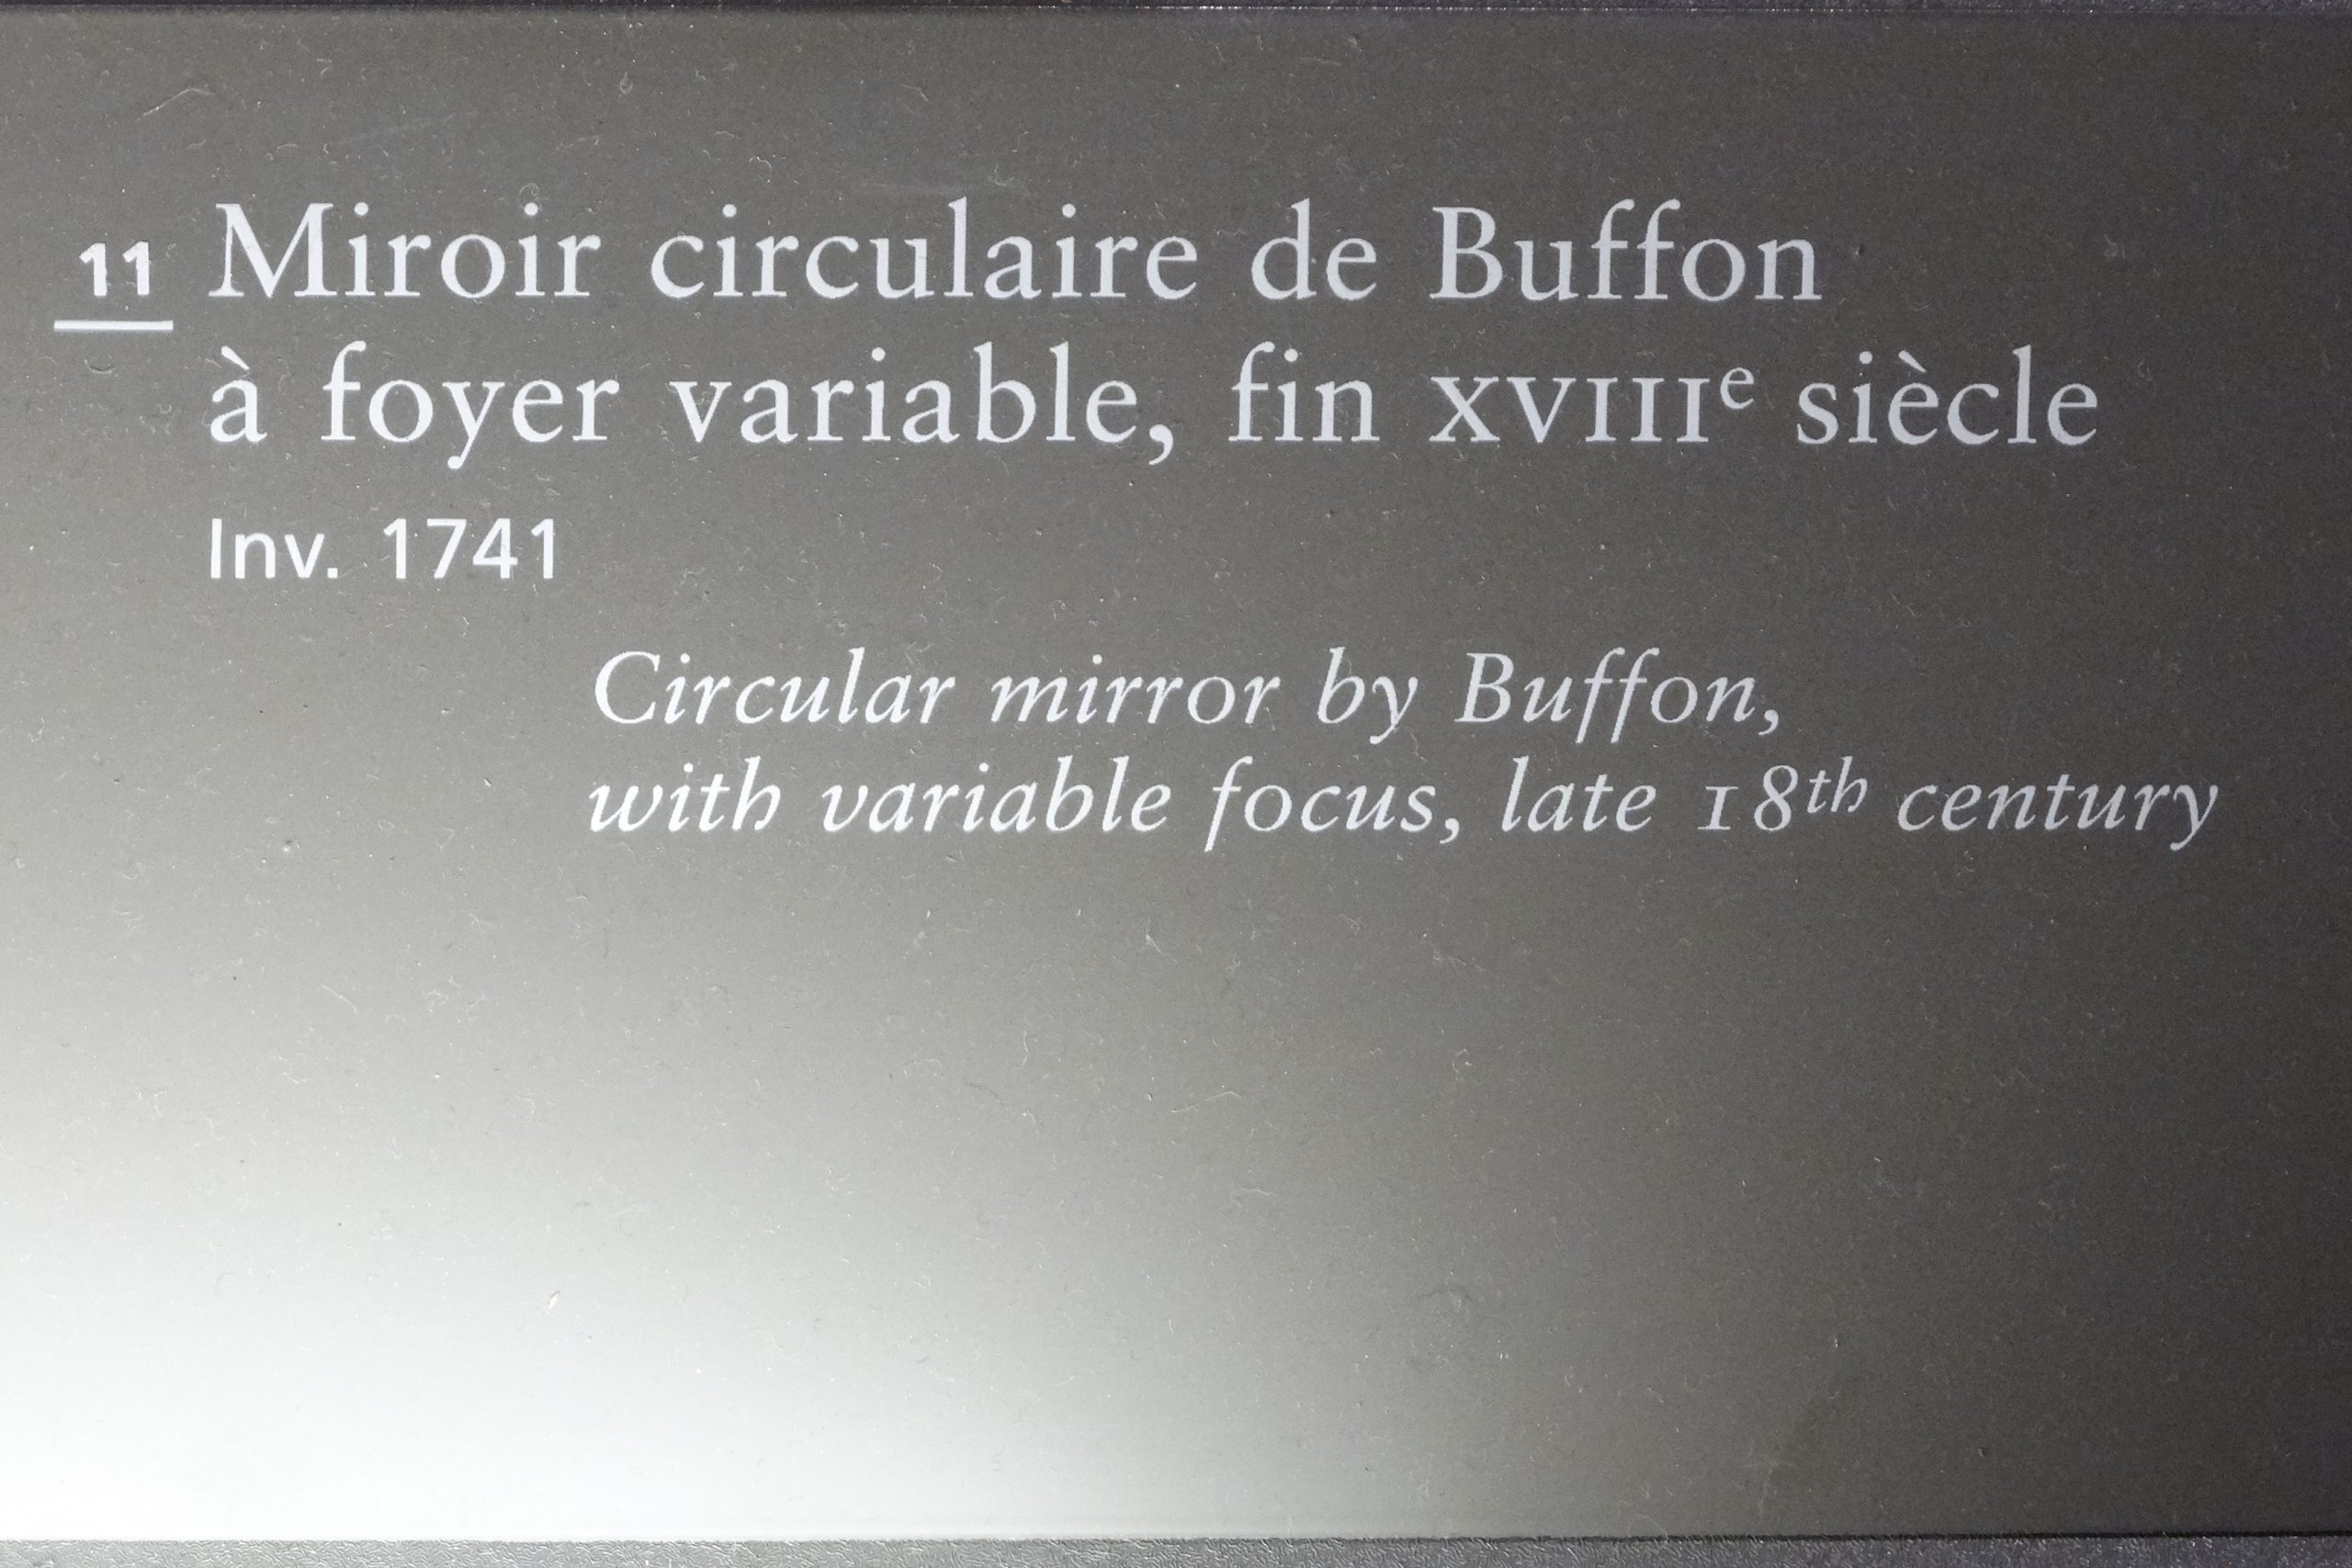 11 Miroir circulaire de Buffon
à foyer variable, fin XVIIIe siècle
Inv. 1741
Circular mirror by Buffon,
with variable focus, late 18th century